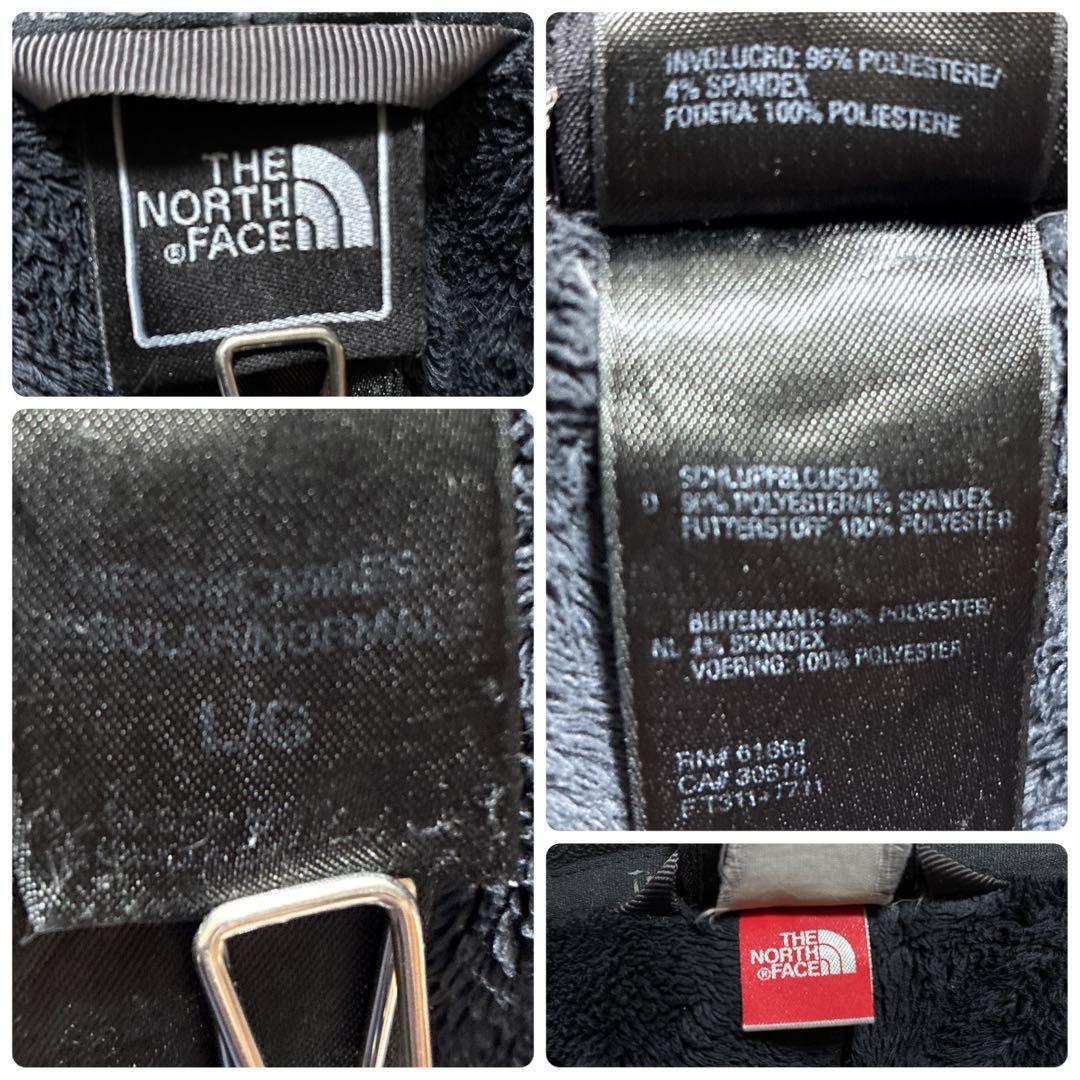 THE
NORTH
®FACE
L/G
I INVOLUCRO: 96% POLIESTERE/
4% SPANDEX
FODERA: 100% POLIESTERE
SCHLUPFBLOUSON
D 96% POLYESTER/4% SPANDEX
FUTTERSTOFF: 100% POLYESTER
BUITENKANT: 96% POLYESTER/
NL 4% SPANDEX
VOERING: 100% POLYESTER
RN#
CA# 30516
THE
NORTH
®FACE